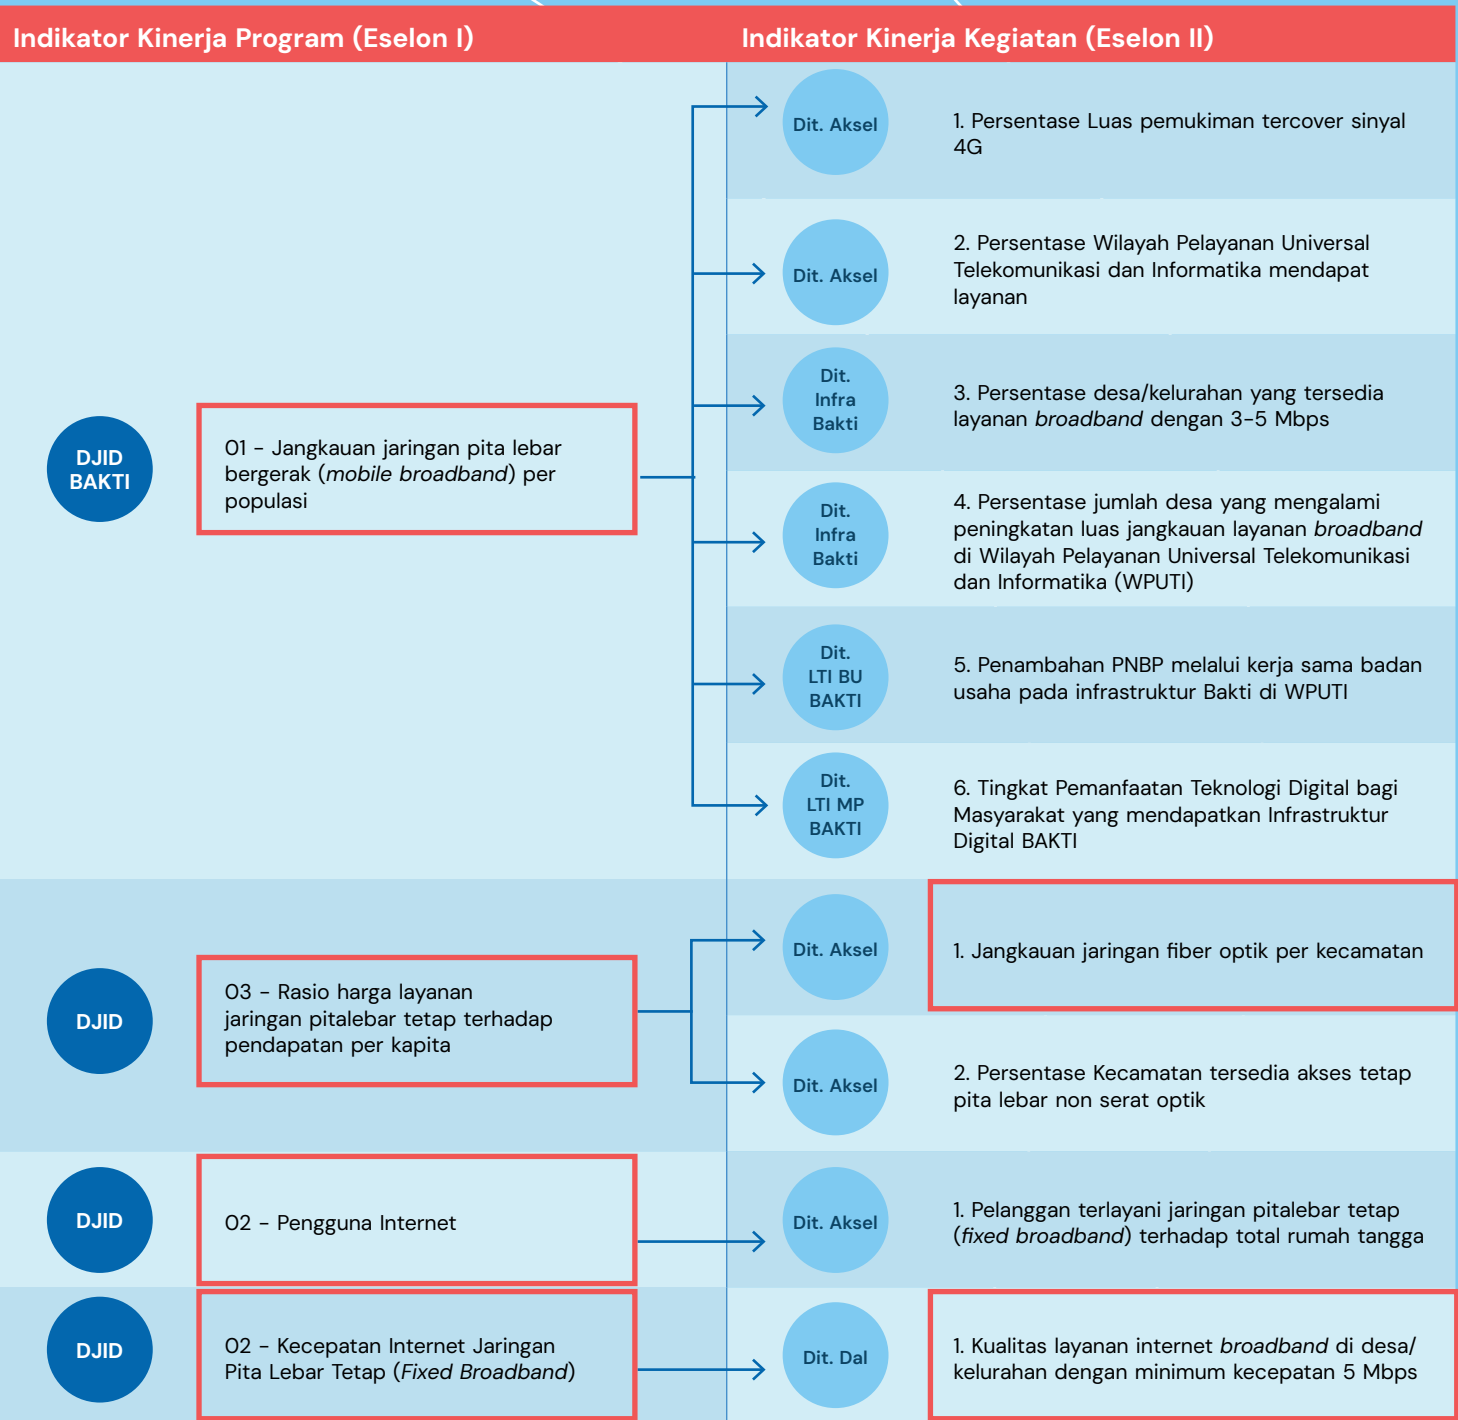 Indikator Kinerja Program (Eselon I)
Indikator Kinerja Kegiatan (Eselon II)
DJID
BAKTI
01 - Jangkauan jaringan pita lebar
bergerak (mobile broadband) per
populasi
Dit. Aksel
1. Persentase Luas pemukiman tercover sinyal
4G
Dit. Aksel
2. Persentase Wilayah Pelayanan Universal
Telekomunikasi dan Informatika mendapat
layanan
Dit.
Infra
Bakti
3. Persentase desa/kelurahan yang tersedia
layanan broadband dengan 3-5 Mbps
Dit.
Infra
Bakti
4. Persentase jumlah desa yang mengalami
peningkatan luas jangkauan layanan broadband
di Wilayah Pelayanan Universal Telekomunikasi
dan Informatika (WPUTI)
Dit.
LTI BU
BAKTI
5. Penambahan PNBP melalui kerja sama badan
usaha pada infrastruktur Bakti di WPUTI
Dit.
LTI MP
BAKTI
6. Tingkat Pemanfaatan Teknologi Digital bagi
Masyarakat yang mendapatkan Infrastruktur
Digital BAKTI
DJID
03 - Rasio harga layanan
jaringan pitalebar tetap terhadap
pendapatan per kapita
Dit. Aksel
1. Jangkauan jaringan fiber optik per kecamatan
Dit. Aksel
2. Persentase Kecamatan tersedia akses tetap
pita lebar non serat optik
DJID
02 - Pengguna Internet
Dit. Aksel
1. Pelanggan terlayani jaringan pitalebar tetap
(fixed broadband) terhadap total rumah tangga
DJID
02 - Kecepatan Internet Jaringan
Pita Lebar Tetap (Fixed Broadband)
Dit. Dal
1. Kualitas layanan internet broadband di desa/
kelurahan dengan minimum kecepatan 5 Mbps